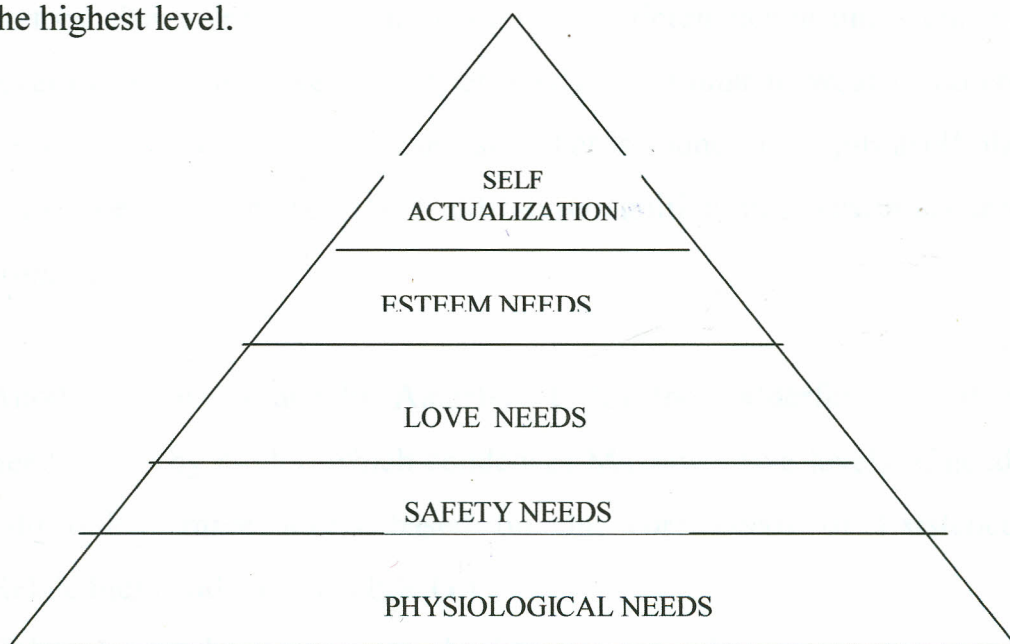 he highest level.
SELF
ACTUALIZATION
ESTEEM NEEDS
LOVE NEEDS
SAFETY NEEDS
PHYSIOLOGICAL NEEDS